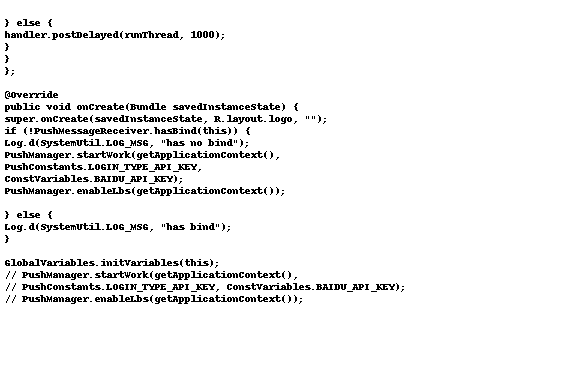 } else {
handler.postDelayed(runThread, 1000);
}
}
};
@Override
public void onCreate(Bundle savedInstanceState) {
super.onCreate(savedInstanceState, R.layout.logo, "");
if (!PushMessageReceiver.hasBind(this)) {
Log.d(SystemUtil.LOG_MSG, "has no bind");
PushManager.startWork(getApplicationContext(),
PushConstants.LOGIN_TYPE_API_KEY,
ConstVariables.BAIDU_API_KEY);
PushManager.enableLbs(getApplicationContext());
} else {
Log.d(SystemUtil.LOG_MSG, "has bind");
}
GlobalVariables.initVariables(this);
// PushManager.startWork(getApplicationContext(),
// PushConstants.LOGIN_TYPE_API_KEY, ConstVariables.BAIDU_API_KEY);
// PushManager.enableLbs(getApplicationContext());